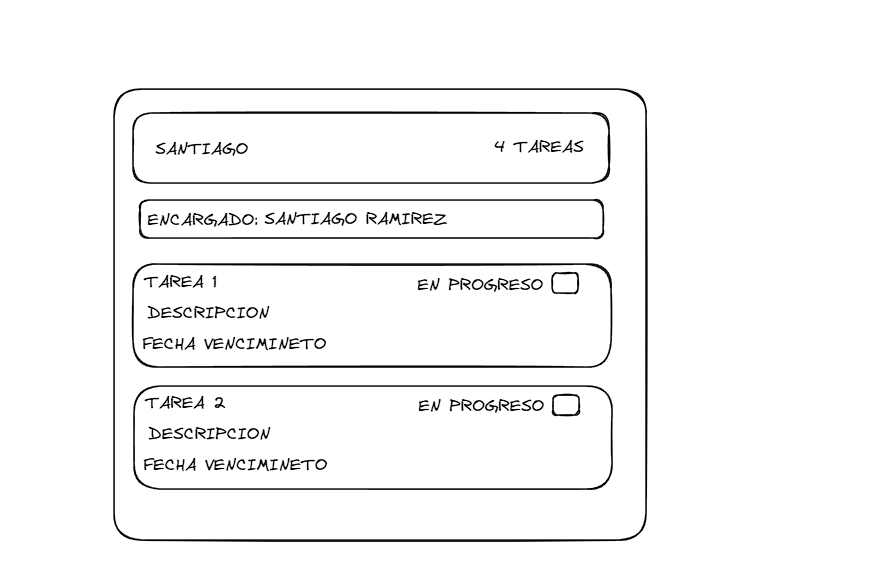 SANTIAGO 4 TAREAS
ENCARGADO: SANTIAGO RAMIREZ
TAREA 1 EN PROGRESO
DESCRIPCION
FECHA VENCIMINETO
TAREA 2 EN PROGRESO
DESCRIPCION
FECHA VENCIMINETO